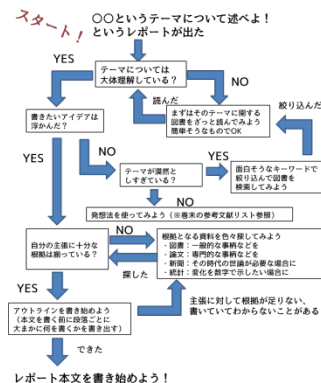 スタート！
〇〇というテーマについて述べよ！
というレポートが出た
YES
テーマについては
大体理解している？
NO
読んだ
まずはそのテーマに関する
図書をざっと読んでみよう
簡単そうなものでOK
絞り込んだ
書きたいアイデアは
浮かんだ？
YES
NO
テーマが漠然と
しすぎている？
YES
面白そうなキーワードで
絞り込んで図書を
検索してみよう
NO
発想法を使ってみよう（※巻末の参考文献リスト参照）
自分の主張に十分な
根拠は揃っている？
NO
探した
根拠となる資料を色々探してみよう
・図書：一般的な事柄などを
・論文：専門的な事柄などを
・新聞：その時代の世論が必要な場合に
・統計：変化を数字で示したい場合に
YES
アウトラインを書き始めよう
（本文を書く前に段落ごとに
大まかに何を書くかを書き出す）
主張に対して根拠が足りない、
書いていてわからないことがある
できた
レポート本文を書き始めよう！